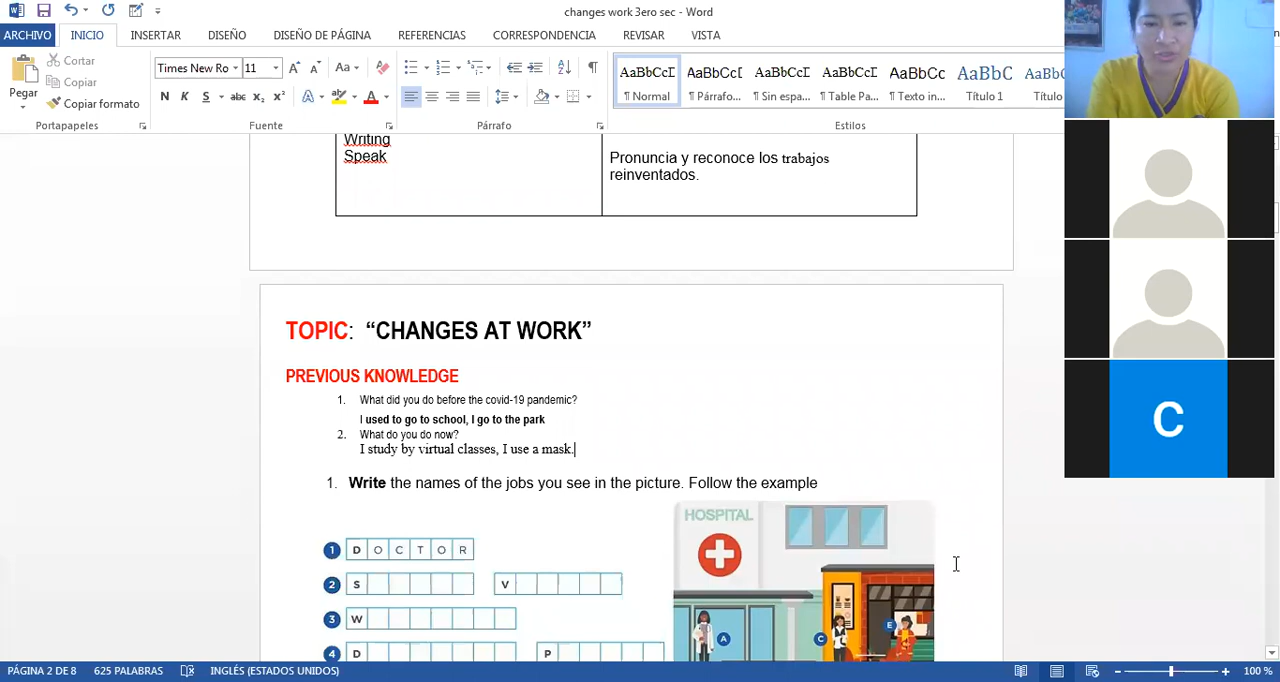 changes work 3ero sec - Word
ARCHIVO INICIO INSERTAR DISEÑO DISEÑO DE PÁGINA REFERENCIAS CORRESPONDENCIA REVISAR VISTA
Pegar
Cortar
Copiar
Copiar formato
Portapapeles
Times New Ro 11
N K S abc x₂ x²
Fuente
Párrafo
AaBbCcI AaBbCcI AaBbCcI AaBbCcI AaBbCc AaBbC AaBb(
¶ Normal ¶ Párrafo... ¶ Sin espa... ¶ Table Pa... ¶ Texto in... Título 1 Título
Estilos
Writing
Speak
Pronuncia y reconoce los trabajos
reinventados.
TOPIC: “CHANGES AT WORK”
PREVIOUS KNOWLEDGE
1. What did you do before the covid-19 pandemic?
I used to go to school, I go to the park
2. What do you do now?
I study by virtual classes, I use a mask.
1. Write the names of the jobs you see in the picture. Follow the example
1 D O C T O R
2 S V
3 W
4 D P
HOSPITAL
A C E
C
PÁGINA 2 DE 8 625 PALABRAS INGLÉS (ESTADOS UNIDOS) 100 %